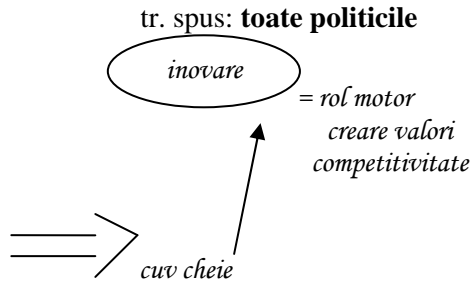 tr. spus: toate politicile
inovare
= rol motor
creare valori
competitivitate
cuv cheie